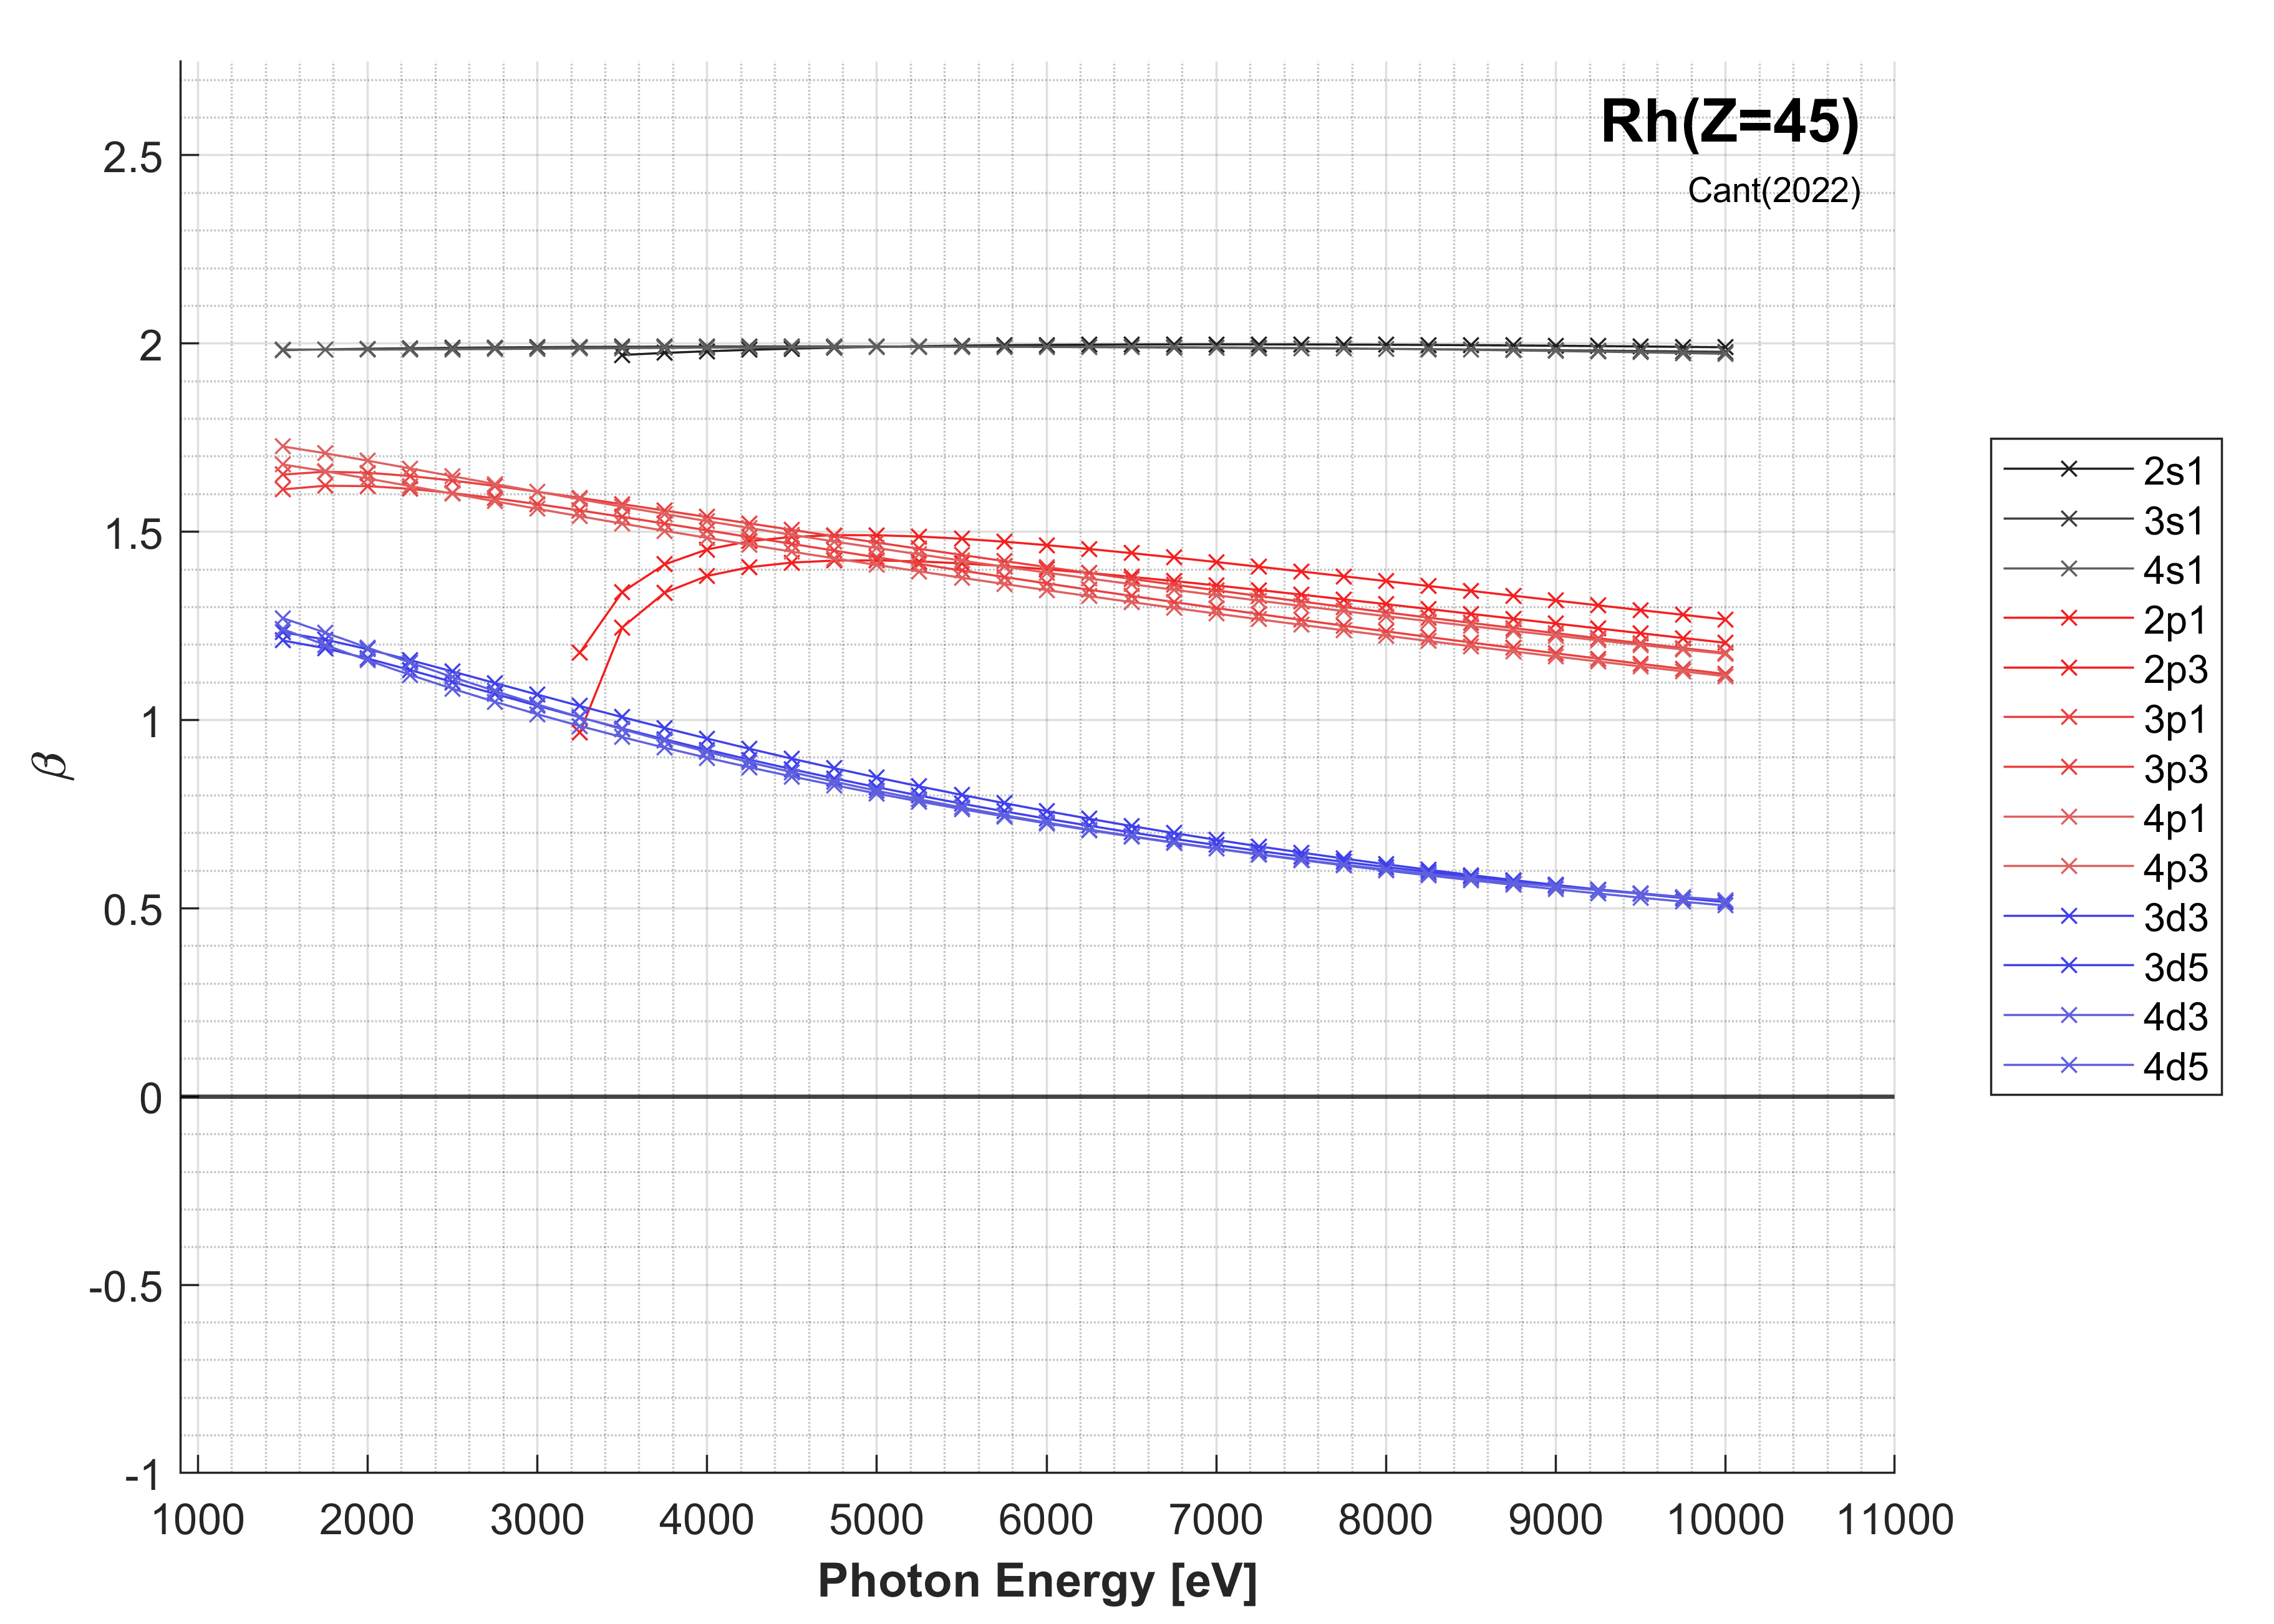 Rh(Z=45)
Cant(2022)
2.5
2
1.5
1
0.5
0
-0.5
-1
β
1000 2000 3000 4000 5000 6000 7000 8000 9000 10000 11000
Photon Energy [eV]
2s1
3s1
4s1
2p1
2p3
3p1
3p3
4p1
4p3
3d3
3d5
4d3
4d5